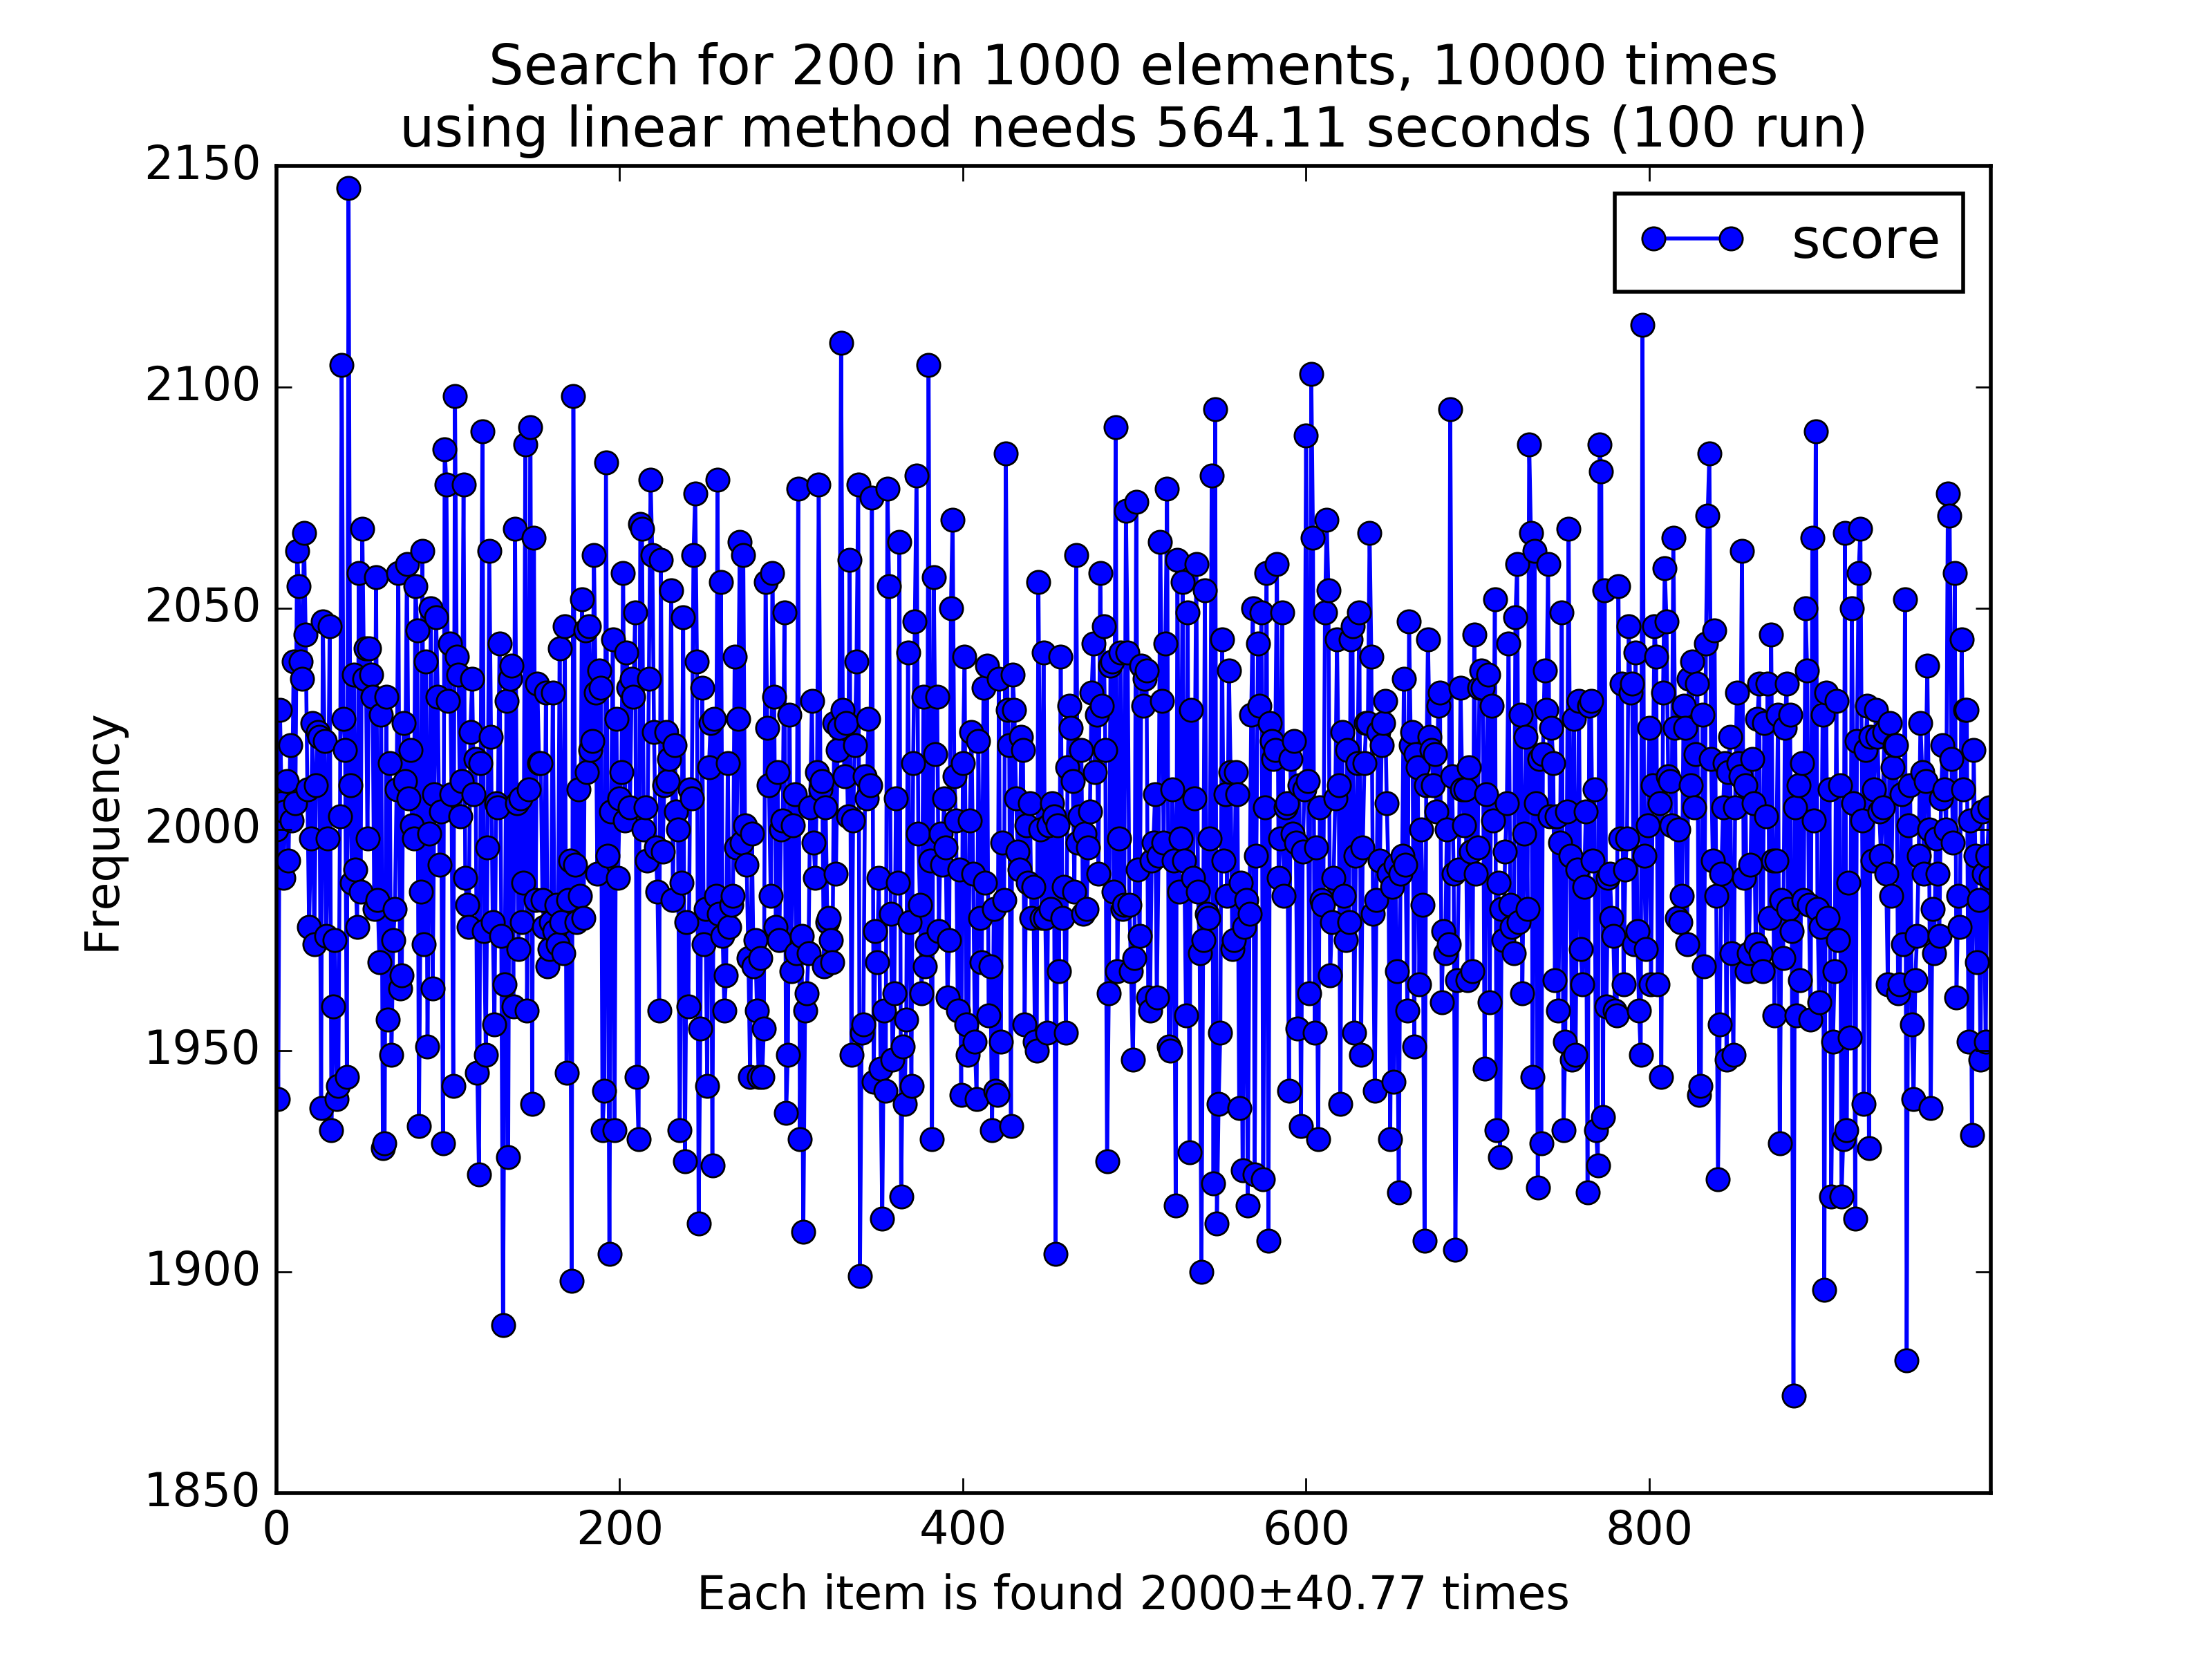 Search for 200 in 1000 elements, 10000 times
using linear method needs 564.11 seconds (100 run)
2150
score
2100
2050
2000
1950
1900
1850
Frequency
0 200 400 600 800
Each item is found 2000±40.77 times